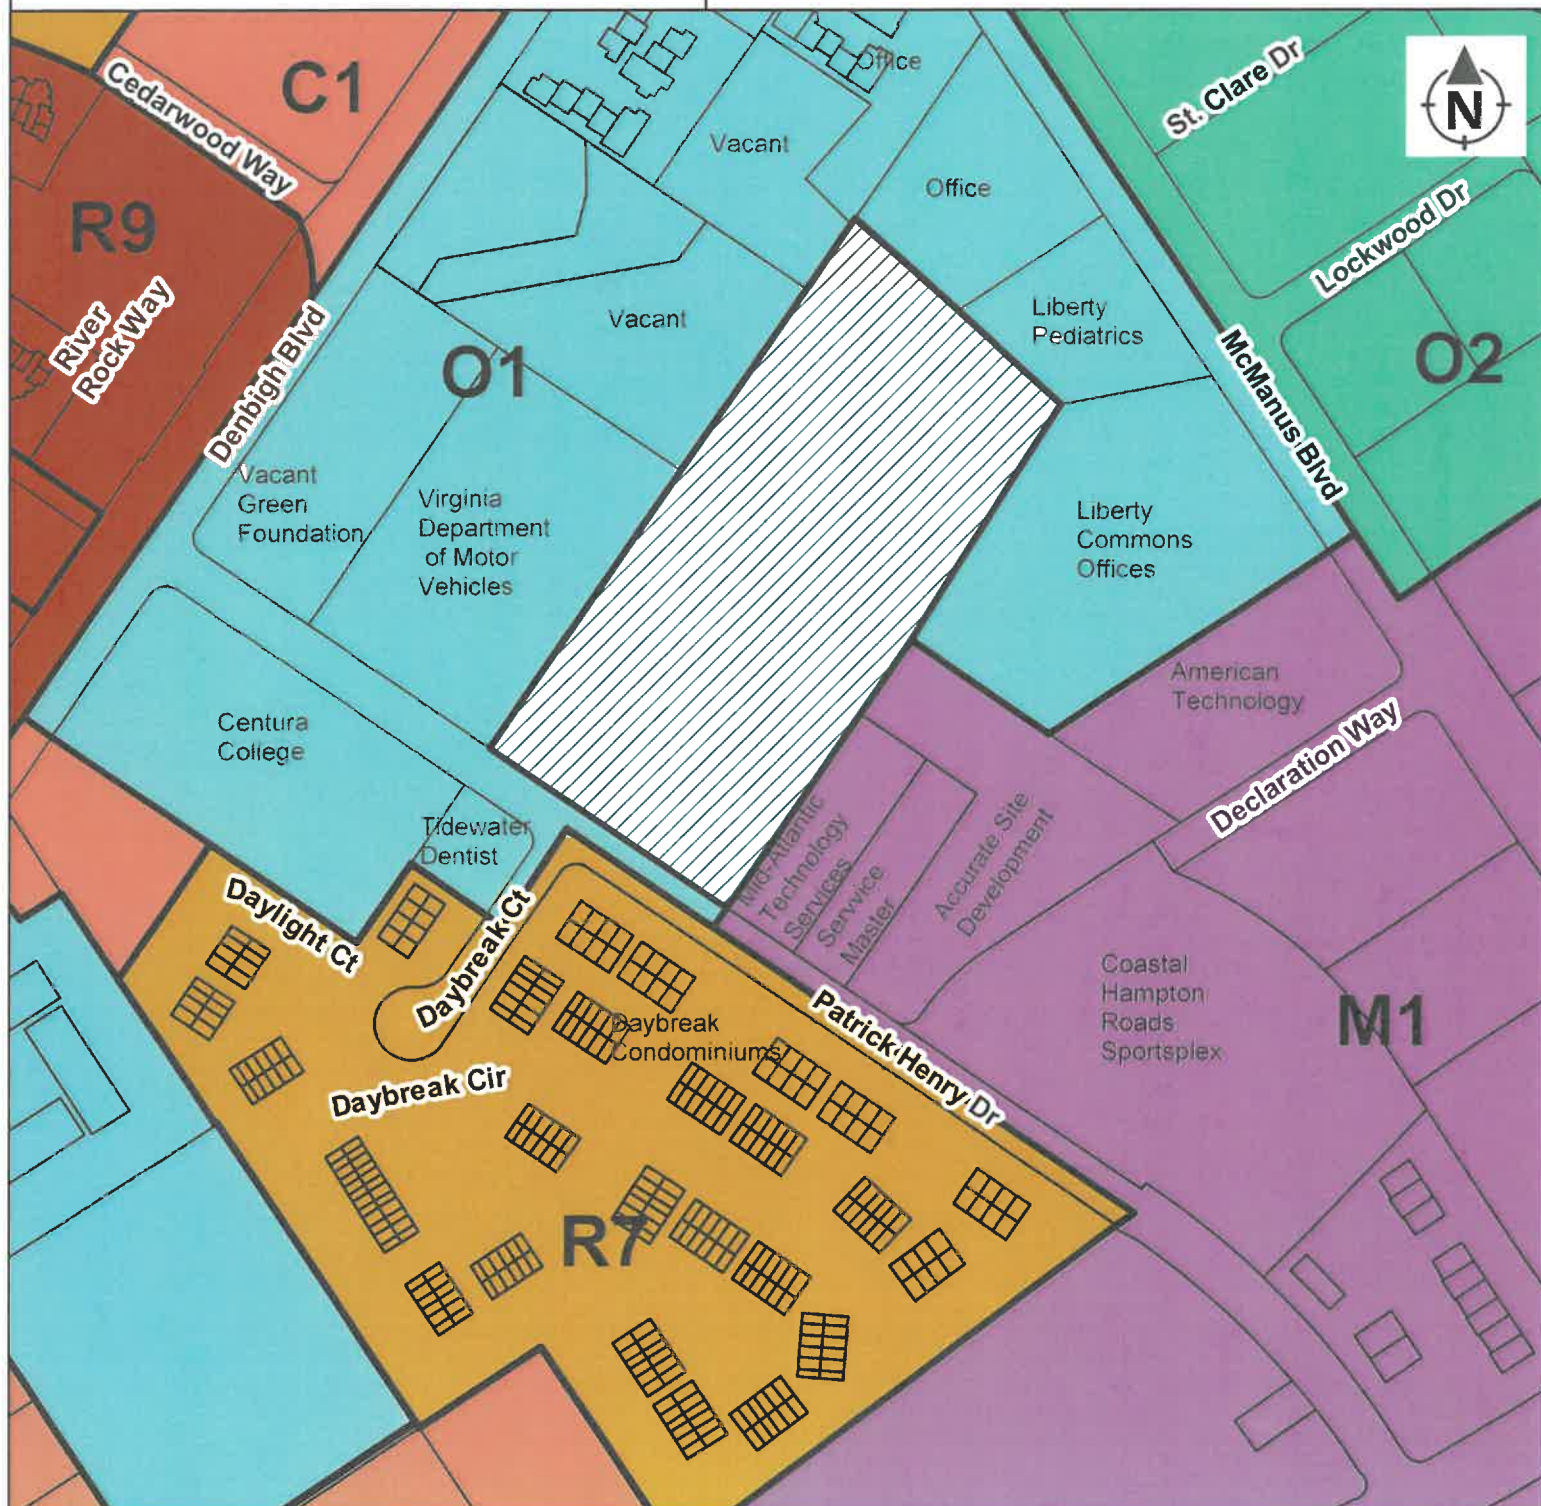 Office
St. Clare Dr
N
Cedarwood Way
C1
Vacant
Office
R9
Lockwood Dr
River
Rock Way
Denbigh Blvd
Vacant
O1
Liberty
Pediatrics
McManus Blvd
O2
Vacant
Green
Foundation
Virginia
Department
of Motor
Vehicles
Liberty
Commons
Offices
American
Technology
Centura
College
Declaration Way
Tidewater
Dentist
Mid-Atlantic
Technology
Services
Servvice
Master
Accurate Site
Development
Daylight Ct
Daybreak Ct
Patrick Henry Dr
Coastal
Hampton
Roads
Sportsplex
M1
Daybreak
Condominiums
Daybreak Cir
R7